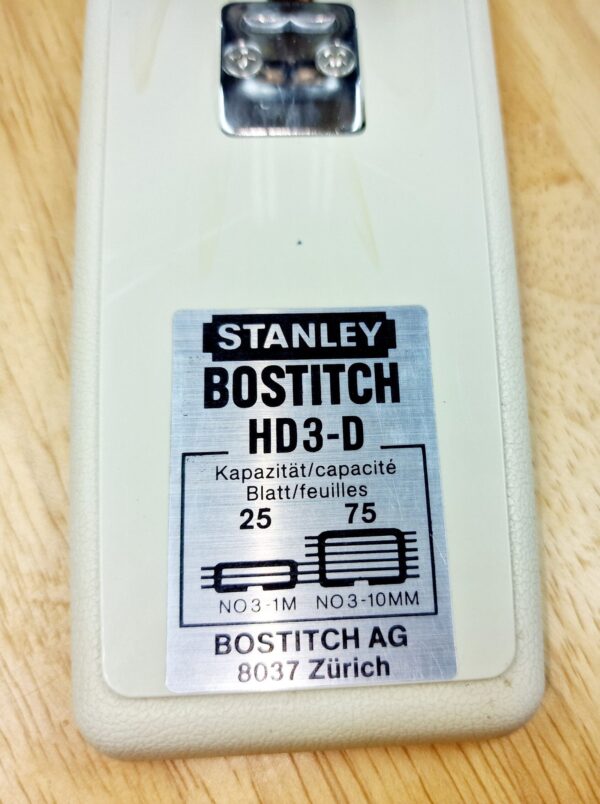 STANLEY
BOSTITCH
HD3-D
Kapazität/capacité
Blatt/feuilles
25 75
NO3-1M NO3-10MM
BOSTITCH AG
8037 Zürich